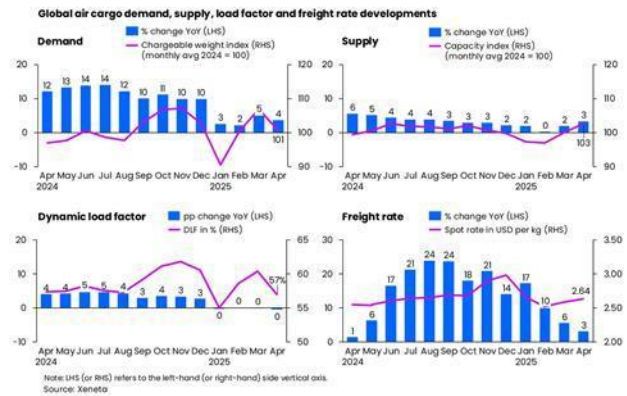 Global air cargo demand, supply, load factor and freight rate developments
Demand
% change YoY (LHS)
Chargeable weight index (RHS)
(monthly avg 2024 = 100)
20 120
10 110
0 100
-10 90
12 13 14 14 12 10 11 10 10 3 2 5 4
101
Apr May Jun Jul Aug Sep Oct Nov Dec Jan Feb Mar Apr
2024 2025
Supply
% change YoY (LHS)
Capacity index (RHS)
(monthly avg 2024 = 100)
20 120
10 110
0 100
-10 90
6 5 4 4 4 3 3 3 2 2 0 2 3
103
Apr May Jun Jul Aug Sep Oct Nov Dec Jan Feb Mar Apr
2024 2025
Dynamic load factor
pp change YoY (LHS)
DLF in % (RHS)
20 65
10 60
0 55
-10 50
4 4 5 5 4 3 4 3 3 0 0 0 0
57%
Apr May Jun Jul Aug Sep Oct Nov Dec Jan Feb Mar Apr
2024 2025
Freight rate
% change YoY (LHS)
Spot rate in USD per kg (RHS)
30 3.50
20 3.00
10 2.50
0 2.00
1 6 17 21 24 24 18 21 14 17 10 6 3
2.64
Apr May Jun Jul Aug Sep Oct Nov Dec Jan Feb Mar Apr
2024 2025
Note: LHS (or RHS) refers to the left-hand (or right-hand) side vertical axis.
Source: Xeneta